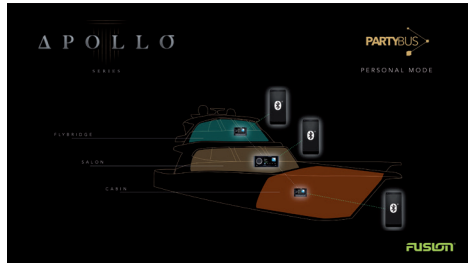 APOLLO
SERIES
PARTYBUS
PERSONAL MODE
FLYBRIDGE
SALON
CABIN
FUSION